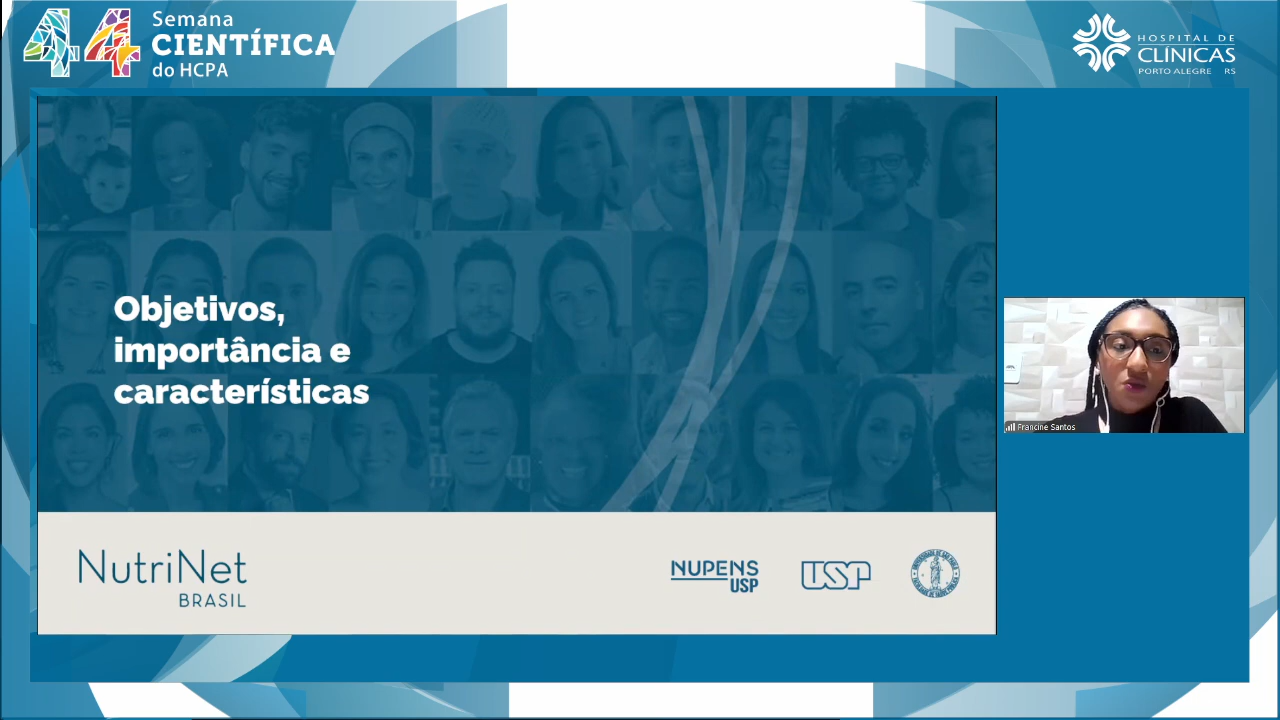 44
Semana
CIENTÍFICA
do HCPA
HOSPITAL DE
CLÍNICAS
PORTO ALEGRE RS
Objetivos,
importância e
características
Francine Santos
NutriNet
BRASIL
NUPENS
USP
USP